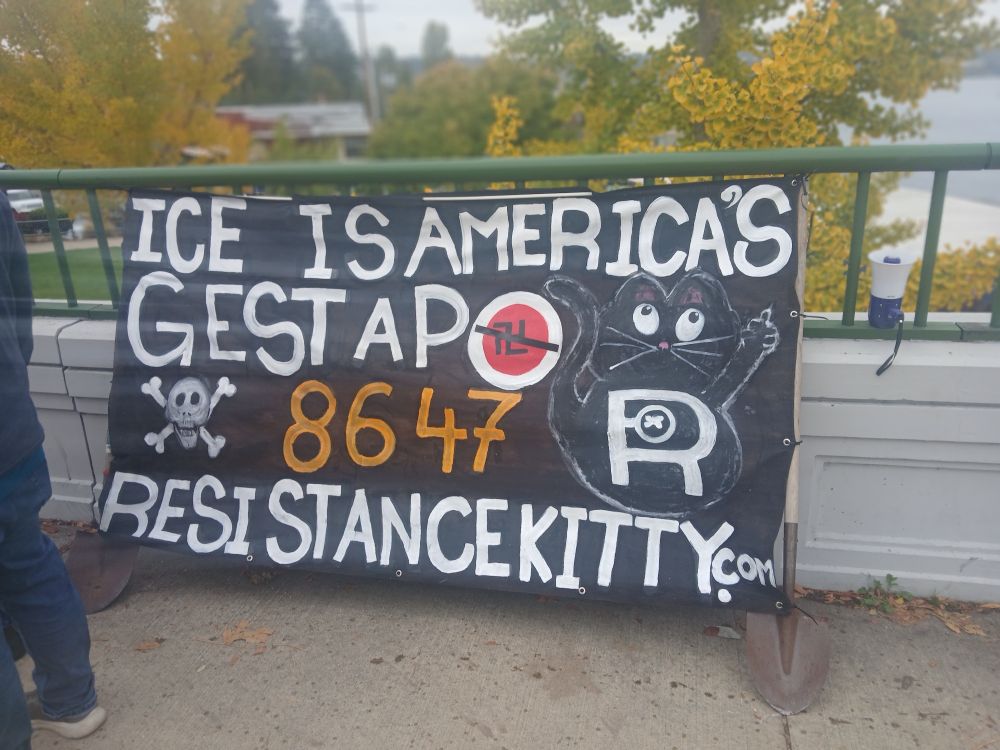 ICE IS AMERICA'S
GESTAPO
8647
R
RESISTANCEKITTY.COM